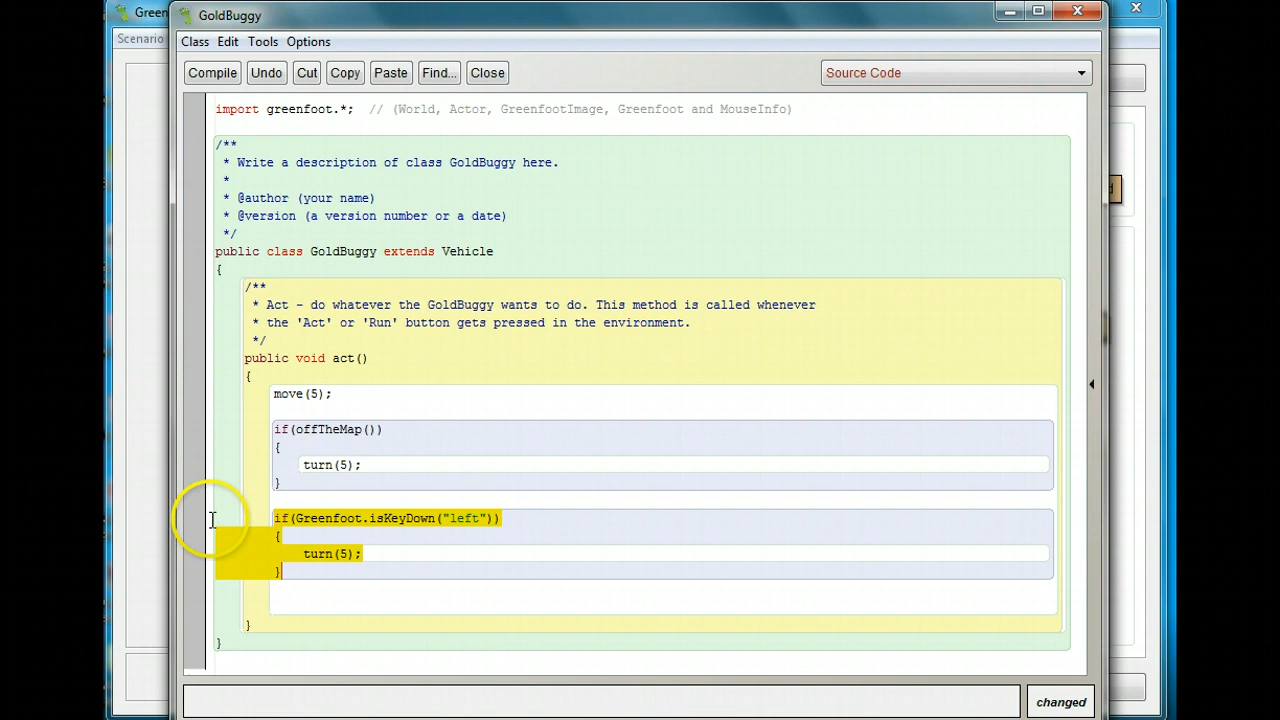 Green
GoldBuggy
Scenario
Class Edit Tools Options
Compile Undo Cut Copy Paste Find... Close Source Code
import greenfoot.*;  // (World, Actor, GreenfootImage, Greenfoot and MouseInfo)
/**
* Write a description of class GoldBuggy here.
*
* @author (your name)
* @version (a version number or a date)
*/
public class GoldBuggy extends Vehicle
{
/**
* Act - do whatever the GoldBuggy wants to do. This method is called whenever
* the 'Act' or 'Run' button gets pressed in the environment.
*/
public void act()
{
move(5);
if(offTheMap())
{
turn(5);
}
if(Greenfoot.isKeyDown("left"))
{
turn(5);
}
}
}
changed